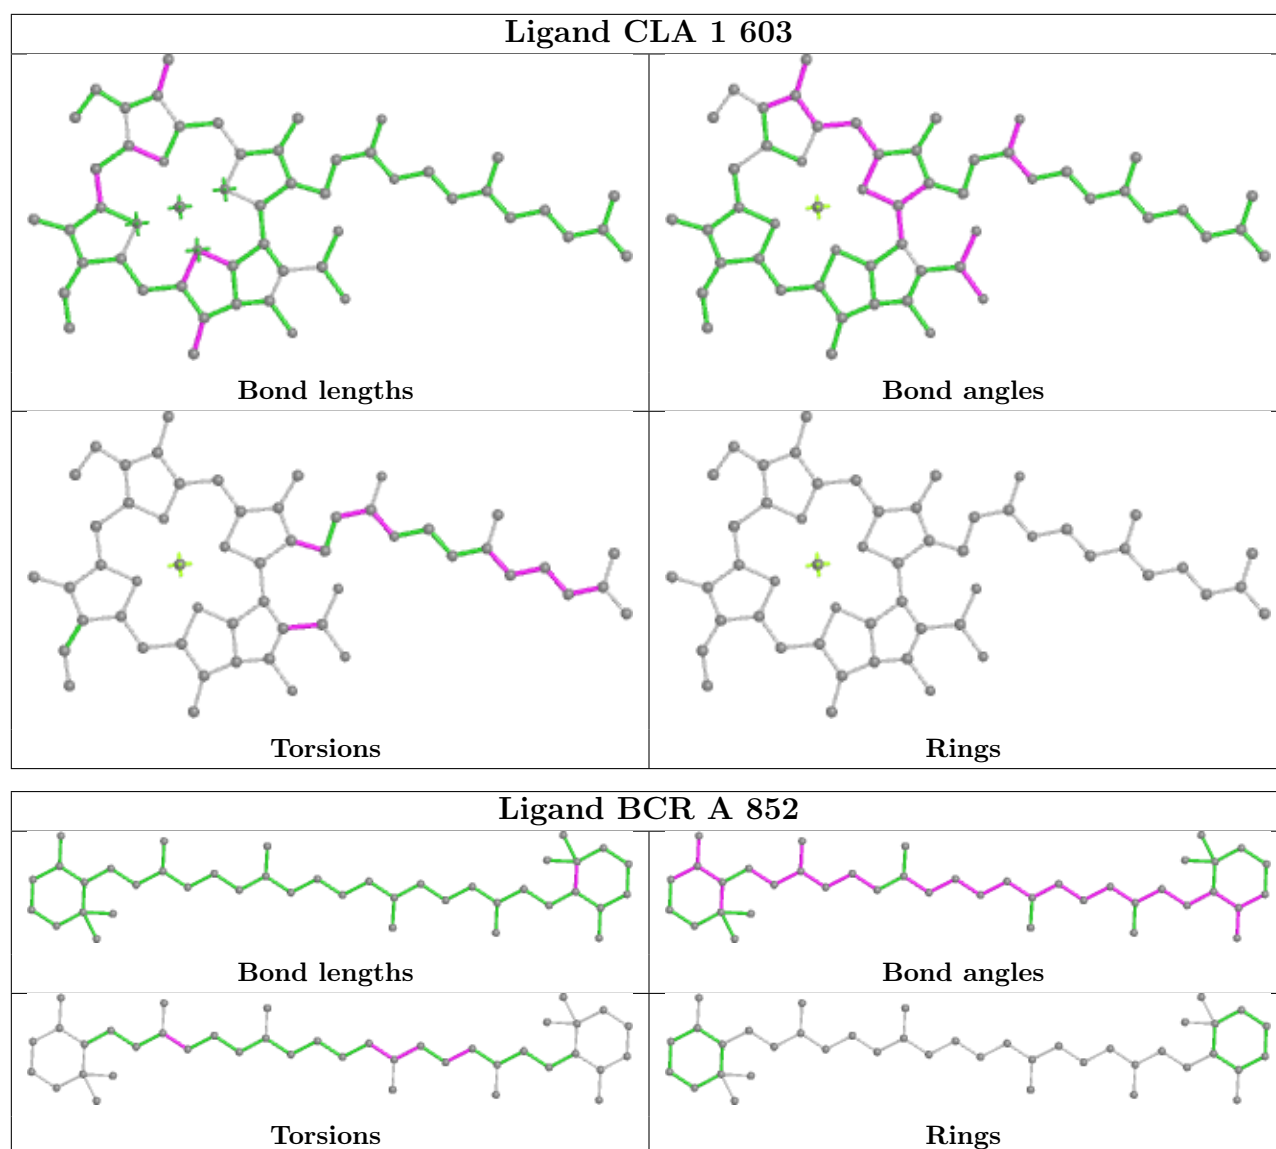 Ligand CLA 1 603
Bond lengths
Bond angles
Torsions
Rings
Ligand BCR A 852
Bond lengths
Bond angles
Torsions
Rings